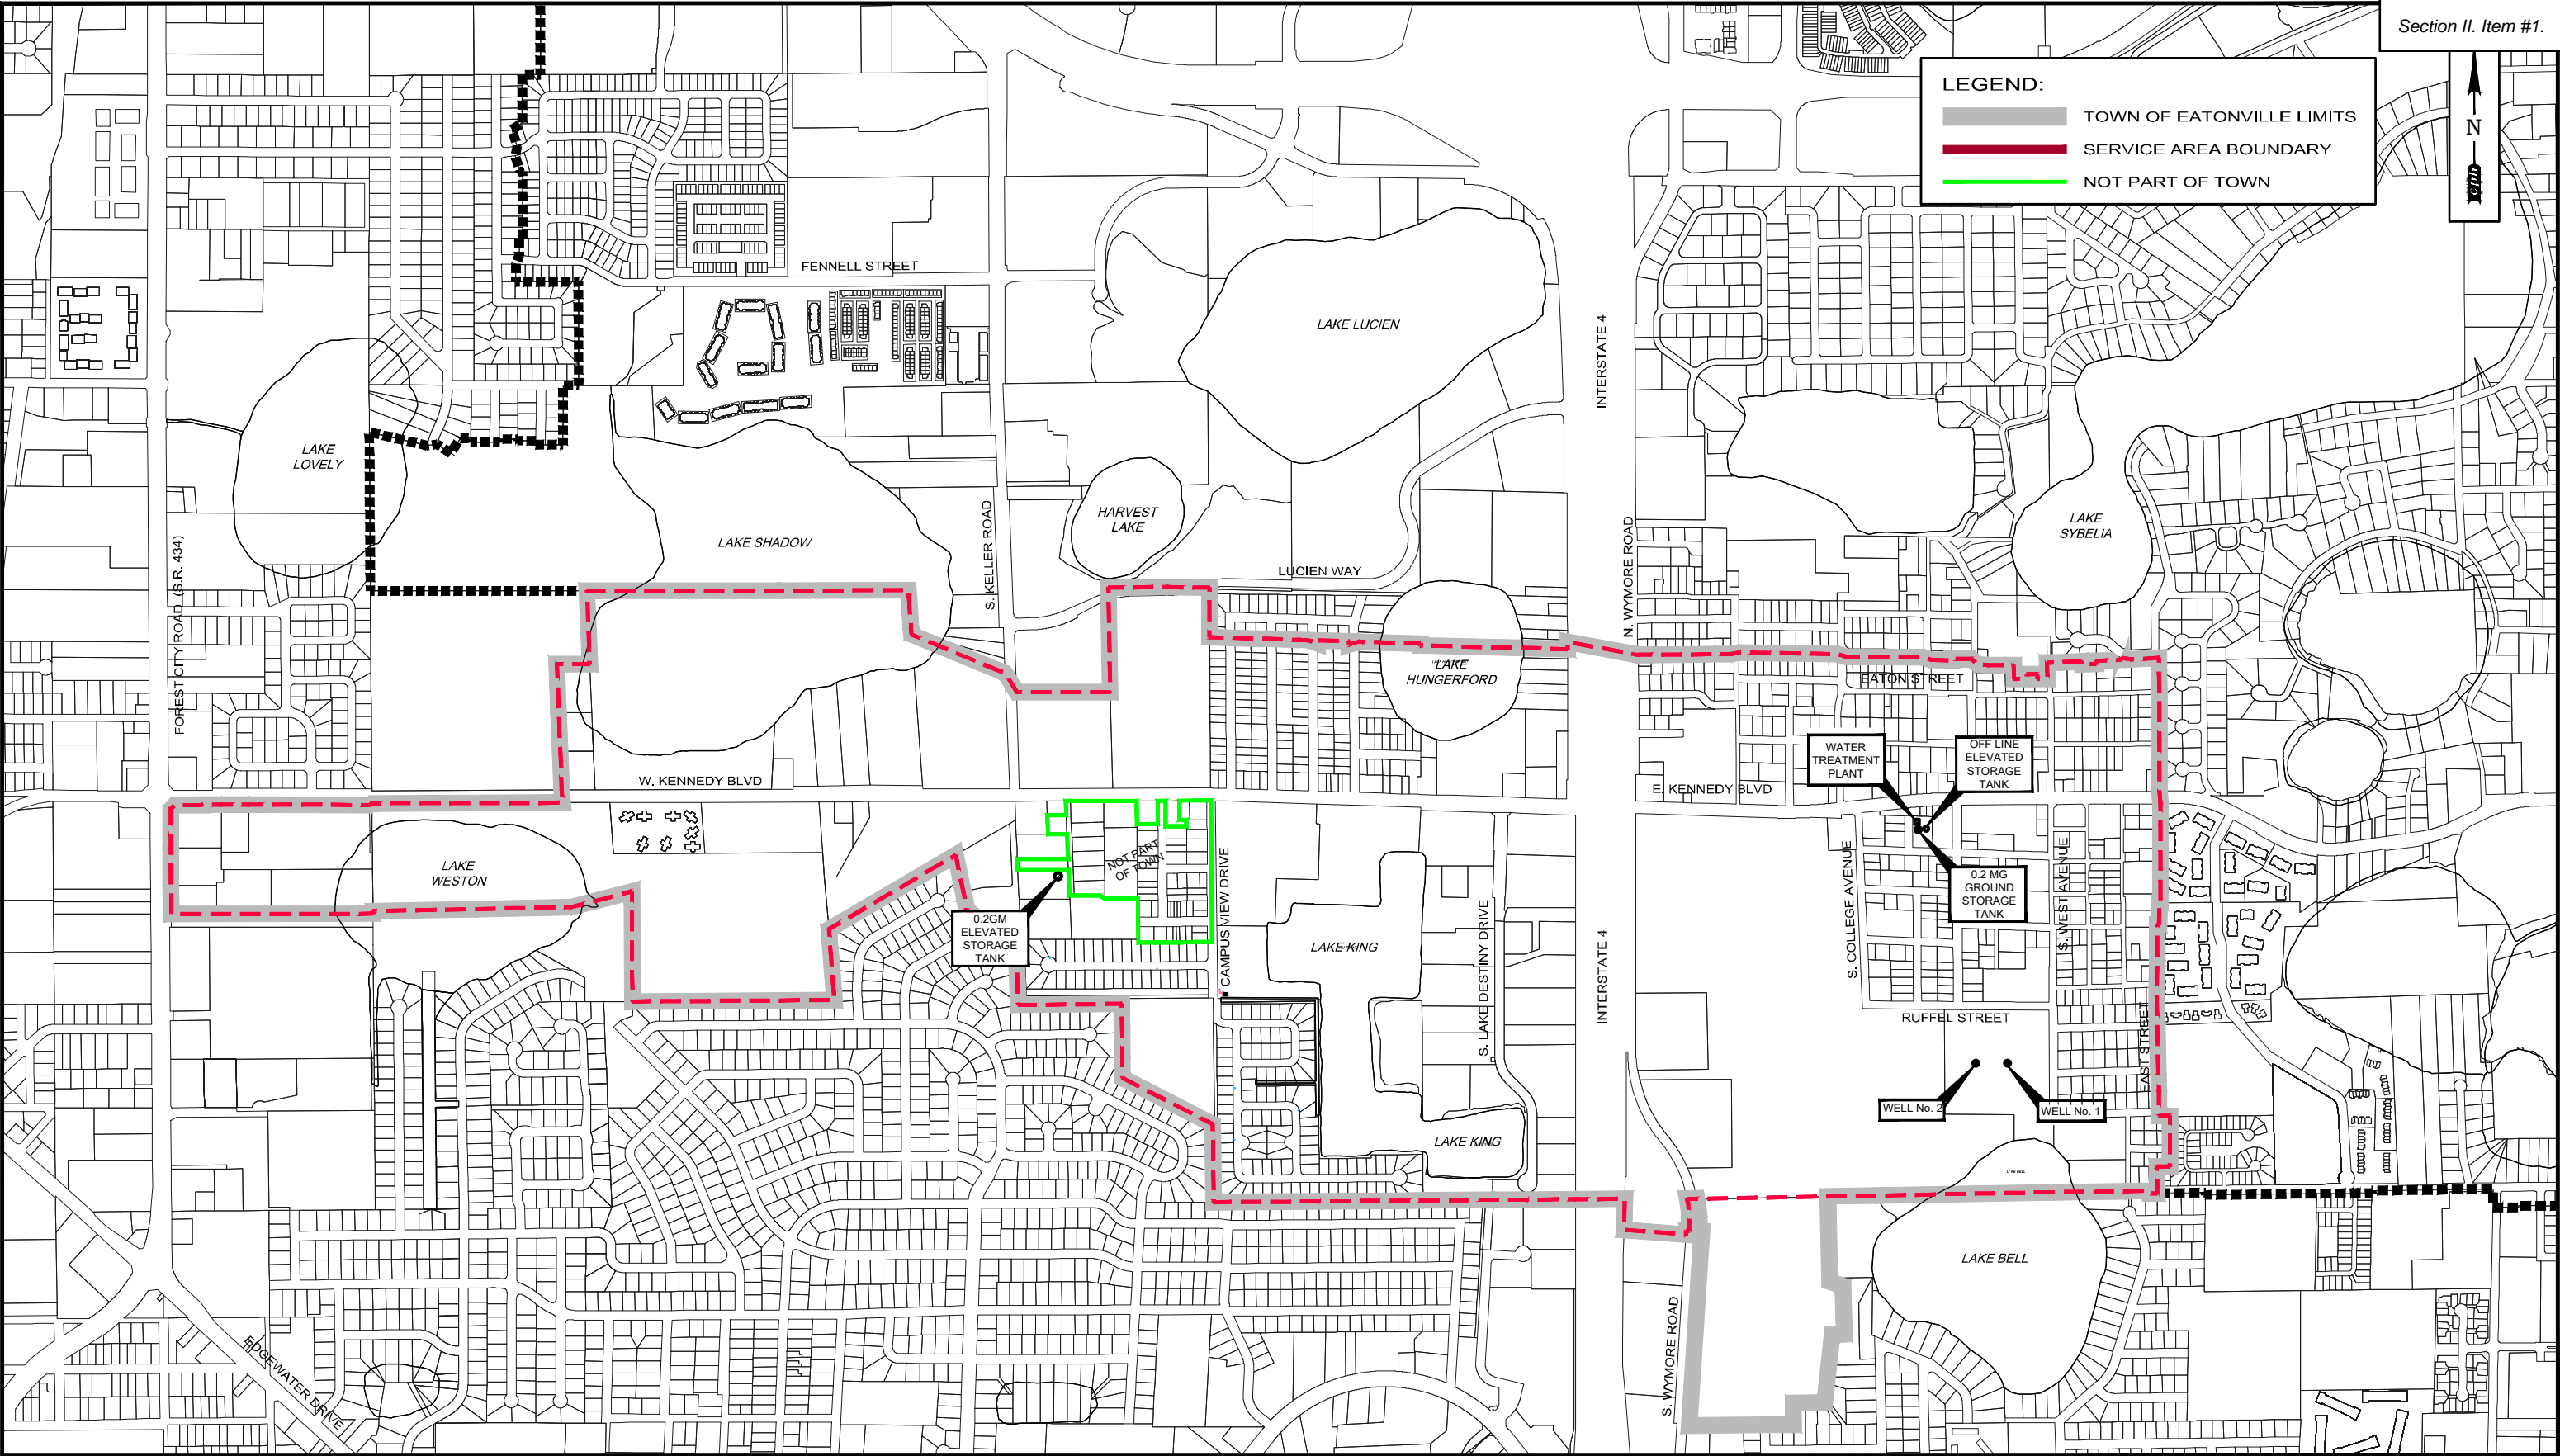 Section II. Item #1.
LEGEND:
TOWN OF EATONVILLE LIMITS
SERVICE AREA BOUNDARY
NOT PART OF TOWN
N
FENNELL STREET
LAKE LUCIEN
INTERSTATE 4
LAKE
LOVELY
LAKE SHADOW
S. KELLER ROAD
HARVEST
LAKE
LUCIEN WAY
N. WYMORE ROAD
LAKE
SYBELIA
FOREST CITY ROAD (S.R. 434)
LAKE
HUNGERFORD
EATON STREET
W. KENNEDY BLVD
E. KENNEDY BLVD
WATER
TREATMENT
PLANT
OFF LINE
ELEVATED
STORAGE
TANK
LAKE
WESTON
NOT PART
OF TOWN
0.2GM
ELEVATED
STORAGE
TANK
CAMPUS VIEW DRIVE
LAKE KING
S. LAKE DESTINY DRIVE
INTERSTATE 4
S. COLLEGE AVENUE
0.2 MG
GROUND
STORAGE
TANK
S. WEST AVENUE
RUFFEL STREET
EAST STREET
WELL No. 2
WELL No. 1
LAKE KING
LAKE BELL
S. WYMORE ROAD
EDGEWATER DRIVE